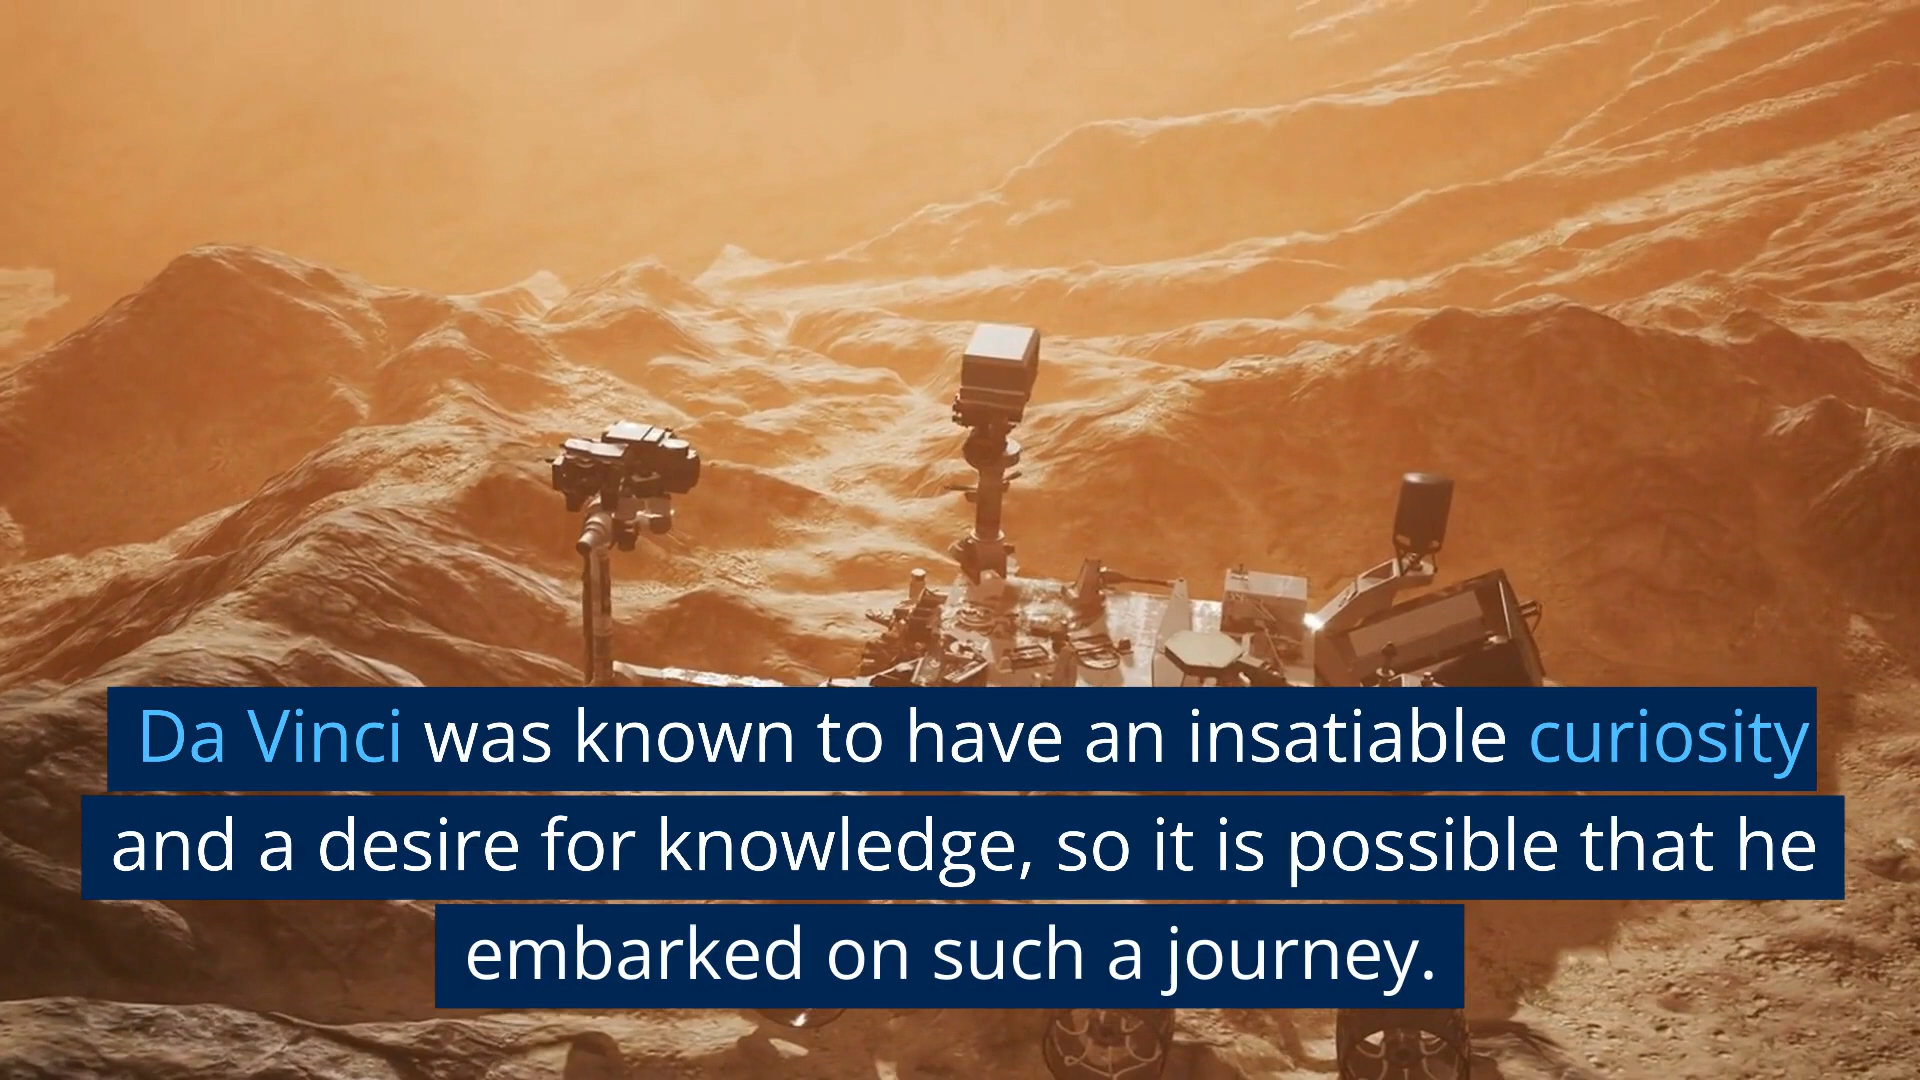 Da Vinci was known to have an insatiable curiosity
and a desire for knowledge, so it is possible that he
embarked on such a journey.